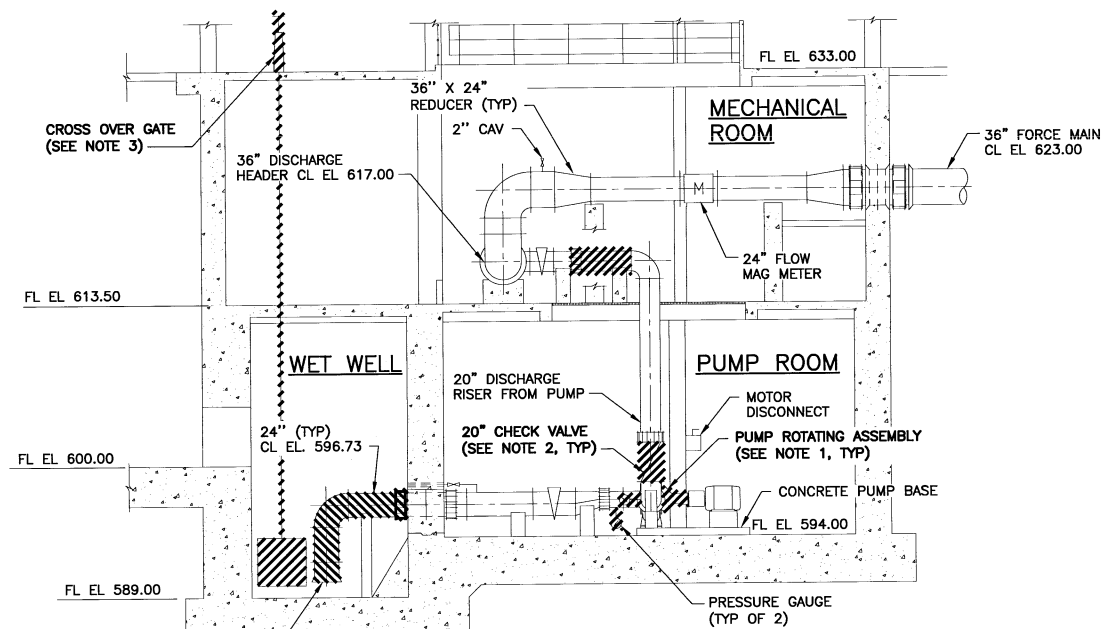 FL EL 633.00
36" X 24"
REDUCER (TYP)
MECHANICAL
ROOM
2" CAV
CROSS OVER GATE
(SEE NOTE 3)
36" FORCE MAIN
CL EL 623.00
36" DISCHARGE
HEADER CL EL 617.00
M
24" FLOW
MAG METER
FL EL 613.50
WET WELL
PUMP ROOM
20" DISCHARGE
RISER FROM PUMP
MOTOR
DISCONNECT
24" (TYP)
CL EL. 596.73
20" CHECK VALVE
(SEE NOTE 2, TYP)
PUMP ROTATING ASSEMBLY
(SEE NOTE 1, TYP)
FL EL 600.00
CONCRETE PUMP BASE
FL EL 594.00
FL EL 589.00
PRESSURE GAUGE
(TYP OF 2)